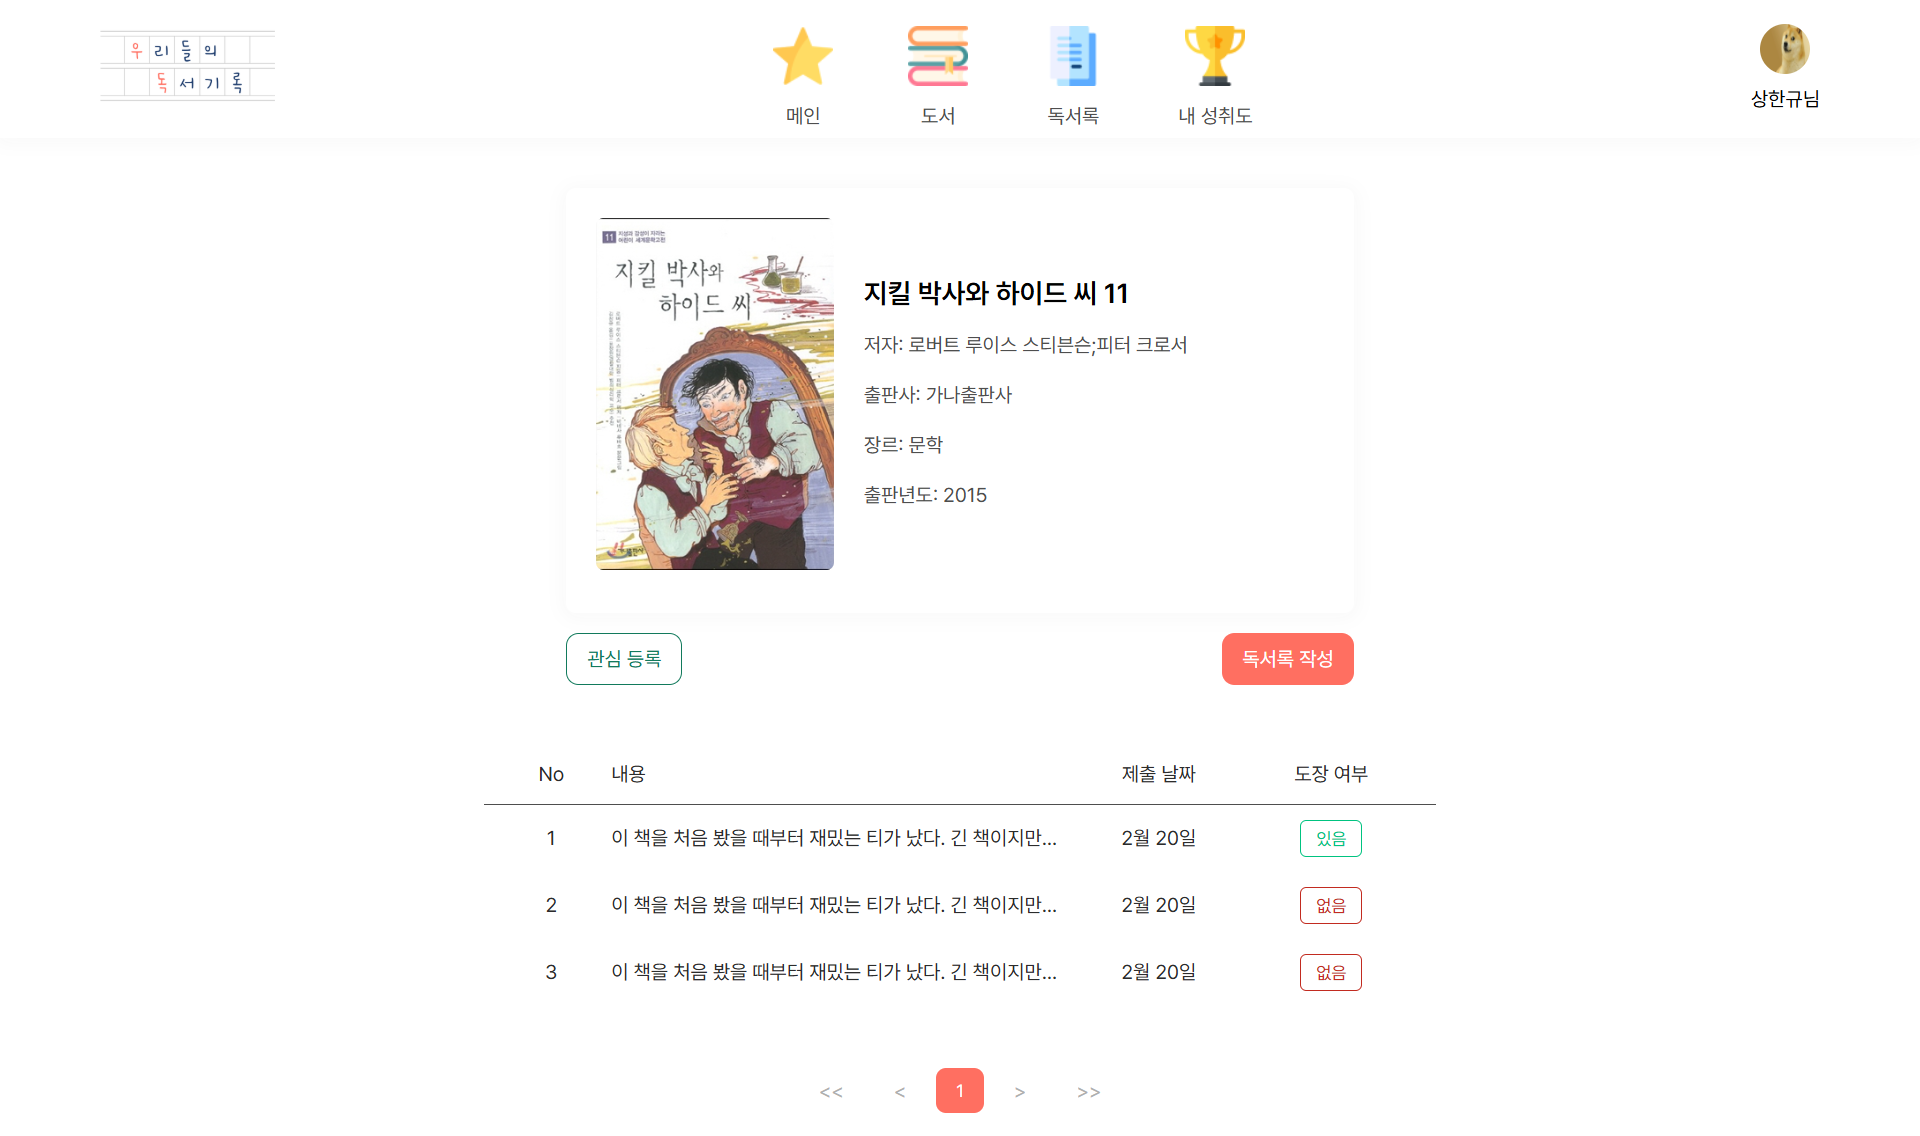 우리들의
독서기록
메인
도서
독서록
내 성취도
상한규님
11
지킬 박사와
하이드 씨
지킬 박사와 하이드 씨 11
저자: 로버트 루이스 스티븐슨;피터 크로서
출판사: 가나출판사
장르: 문학
출판년도: 2015
관심 등록
독서록 작성
No 내용 제출 날짜 도장 여부
1 이 책을 처음 봤을 때부터 재밌는 티가 났다. 긴 책이지만... 2월 20일 있음
2 이 책을 처음 봤을 때부터 재밌는 티가 났다. 긴 책이지만... 2월 20일 없음
3 이 책을 처음 봤을 때부터 재밌는 티가 났다. 긴 책이지만... 2월 20일 없음
<< < 1 > >>